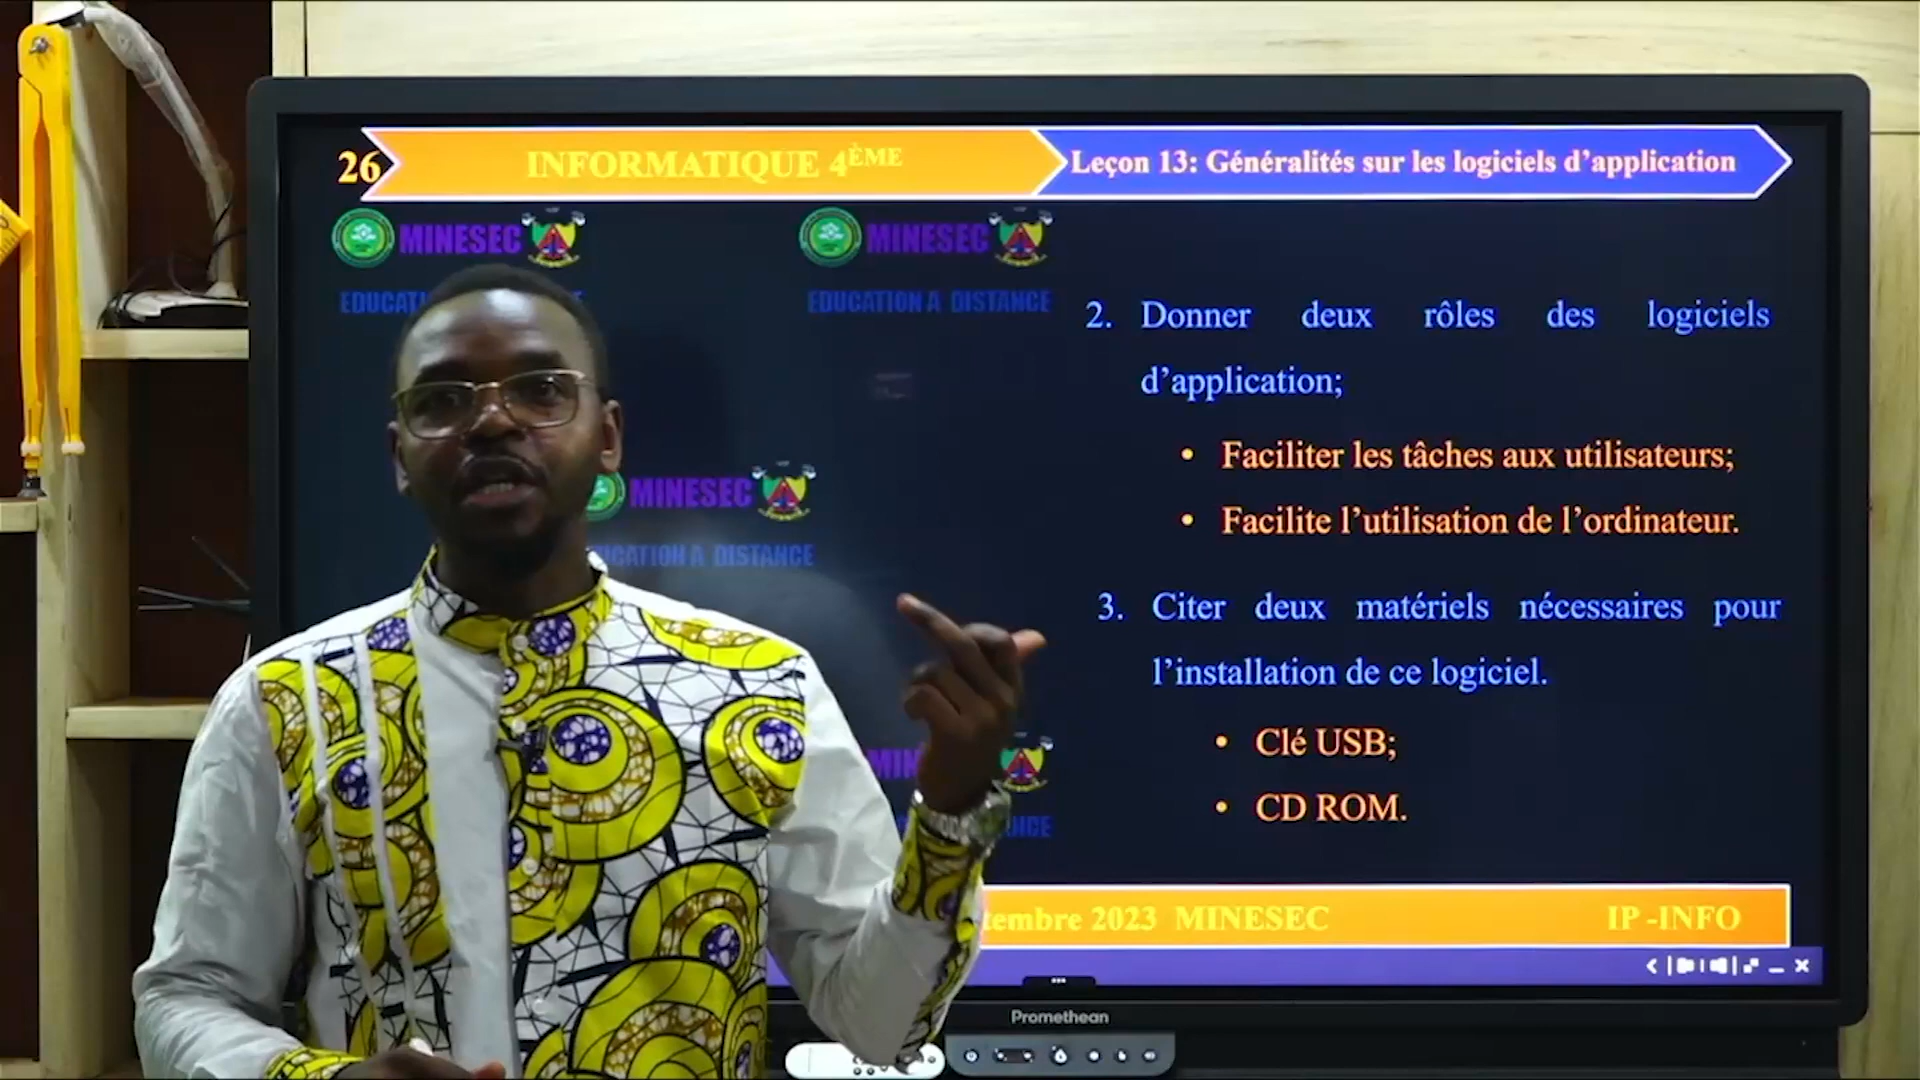 26
INFORMATIQUE 4ÈME
Leçon 13: Généralités sur les logiciels d’application
MINESEC
MINESEC
EDUCATION A DISTANCE
2. Donner deux rôles des logiciels
d’application;
• Faciliter les tâches aux utilisateurs;
• Facilite l’utilisation de l’ordinateur.
MINESEC
DISTANCE
3. Citer deux matériels nécessaires pour
l’installation de ce logiciel.
• Clé USB;
• CD ROM.
2023 MINESEC
IP -INFO
Promethean